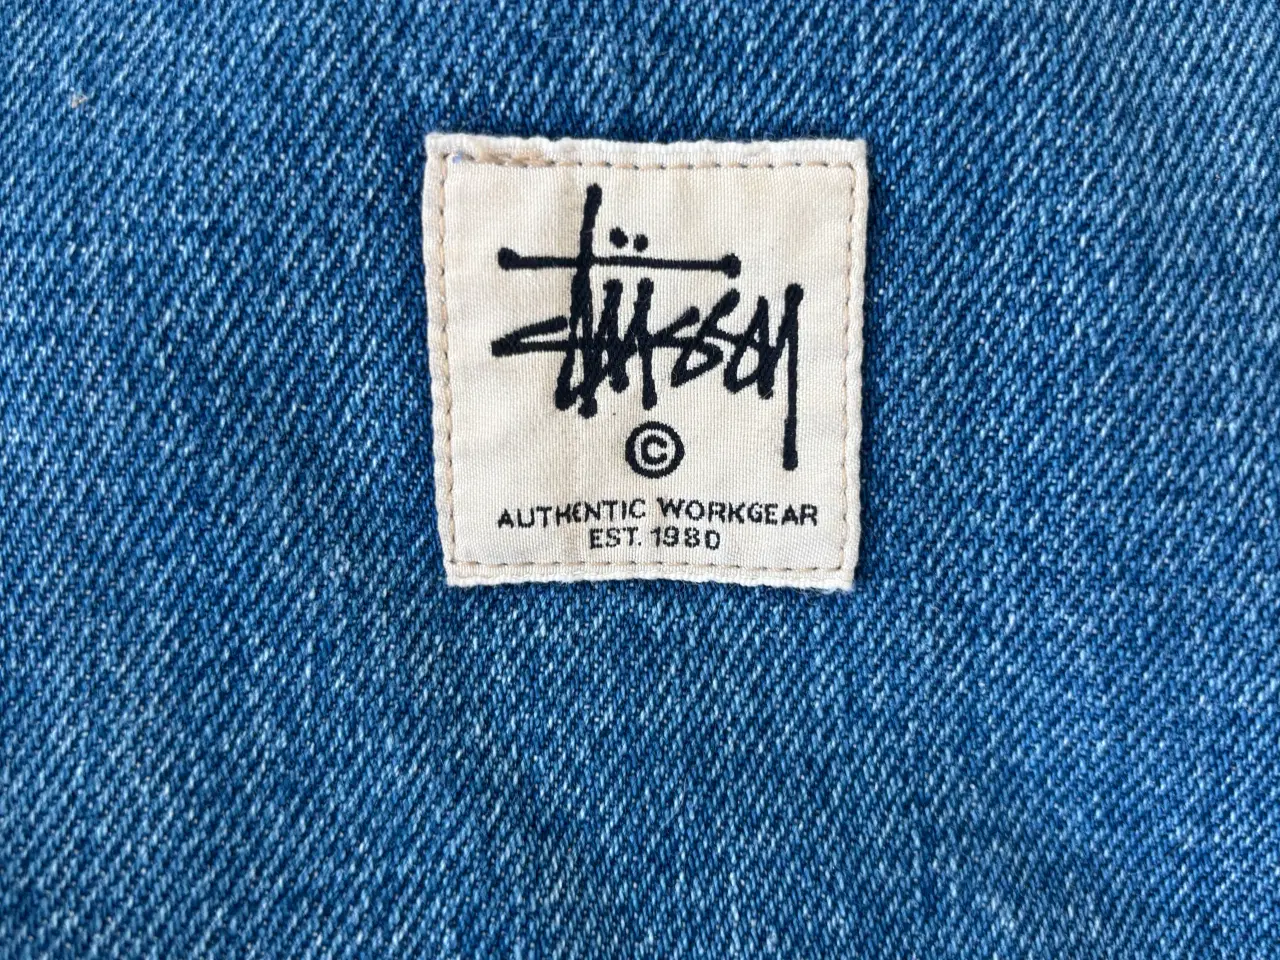 Stüssy
©
AUTHENTIC WORKGEAR
EST. 1980